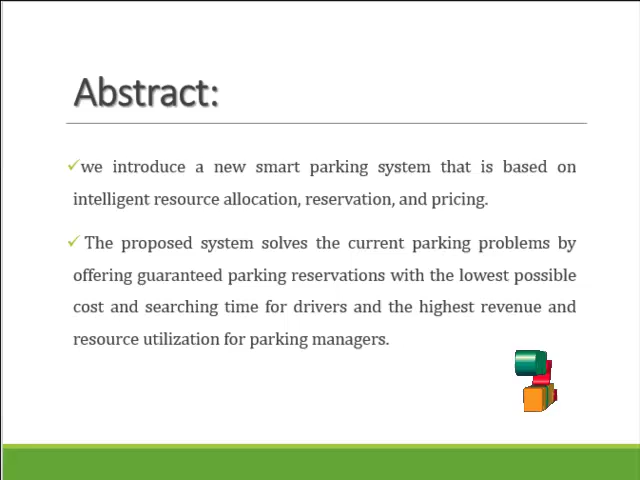 Abstract:
✓we introduce a new smart parking system that is based on
intelligent resource allocation, reservation, and pricing.
✓ The proposed system solves the current parking problems by
offering guaranteed parking reservations with the lowest possible
cost and searching time for drivers and the highest revenue and
resource utilization for parking managers.